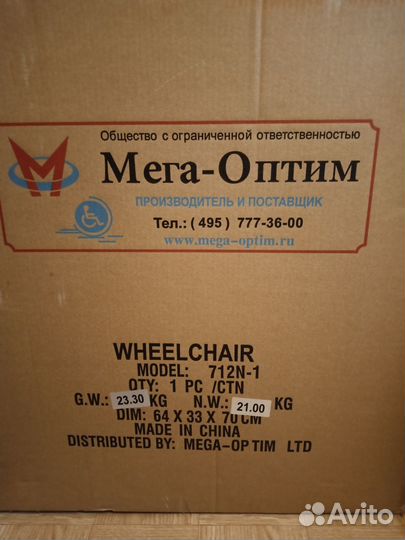 Общество с ограниченной ответственностью
Мега-Оптим
ПРОИЗВОДИТЕЛЬ И ПОСТАВЩИК
Тел.: ( 495 ) 777-36-00
www.mega-optim.ru
WHEELCHAIR
MODEL: 712N-1
QTY: 1 PC /CTN
G.W.: 23.30 KG N.W.: 21.00 KG
DIM: 64 X 33 X 70 CM
MADE IN CHINA
DISTRIBUTED BY: MEGA-OP TIM LTD
Avito